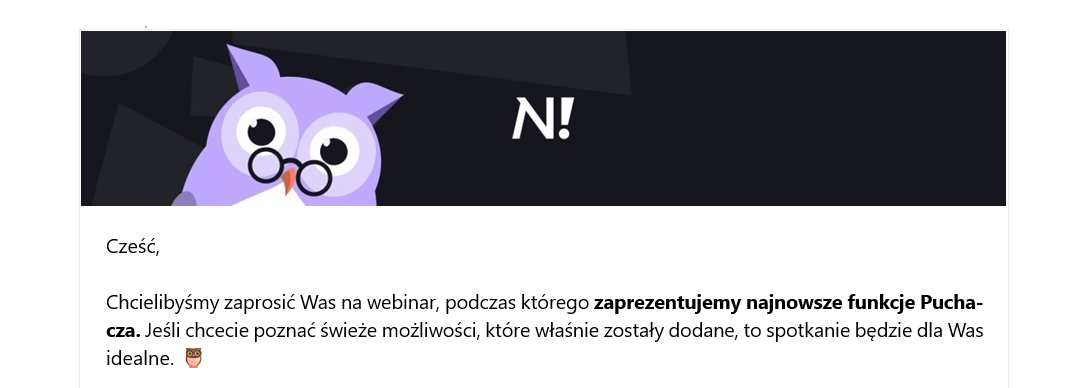 N!
Cześć,
Chcielibyśmy zaprosić Was na webinar, podczas którego zaprezentujemy najnowsze funkcje Pucha-
cza. Jeśli chcecie poznać świeże możliwości, które właśnie zostały dodane, to spotkanie będzie dla Was
idealne.